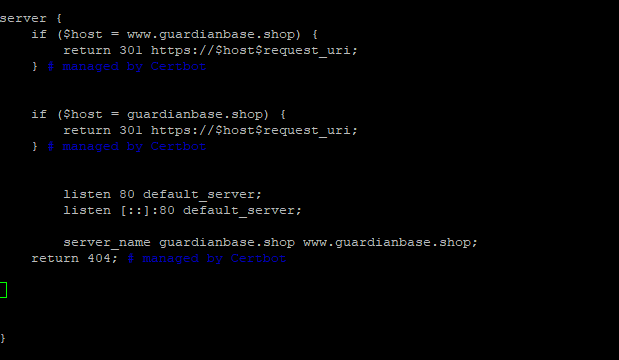 server {
    if ($host = www.guardianbase.shop) {
        return 301 https://$host$request_uri;
    } # managed by Certbot
    if ($host = guardianbase.shop) {
        return 301 https://$host$request_uri;
    } # managed by Certbot
        listen 80 default_server;
        listen [::]:80 default_server;
        server_name guardianbase.shop www.guardianbase.shop;
    return 404; # managed by Certbot
}